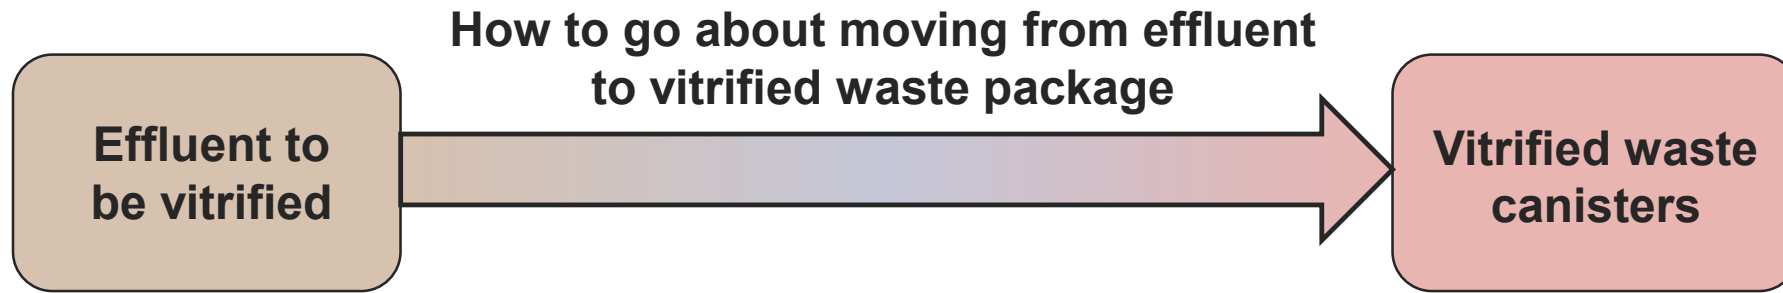 How to go about moving from effluent
to vitrified waste package
Effluent to
be vitrified
Vitrified waste
canisters